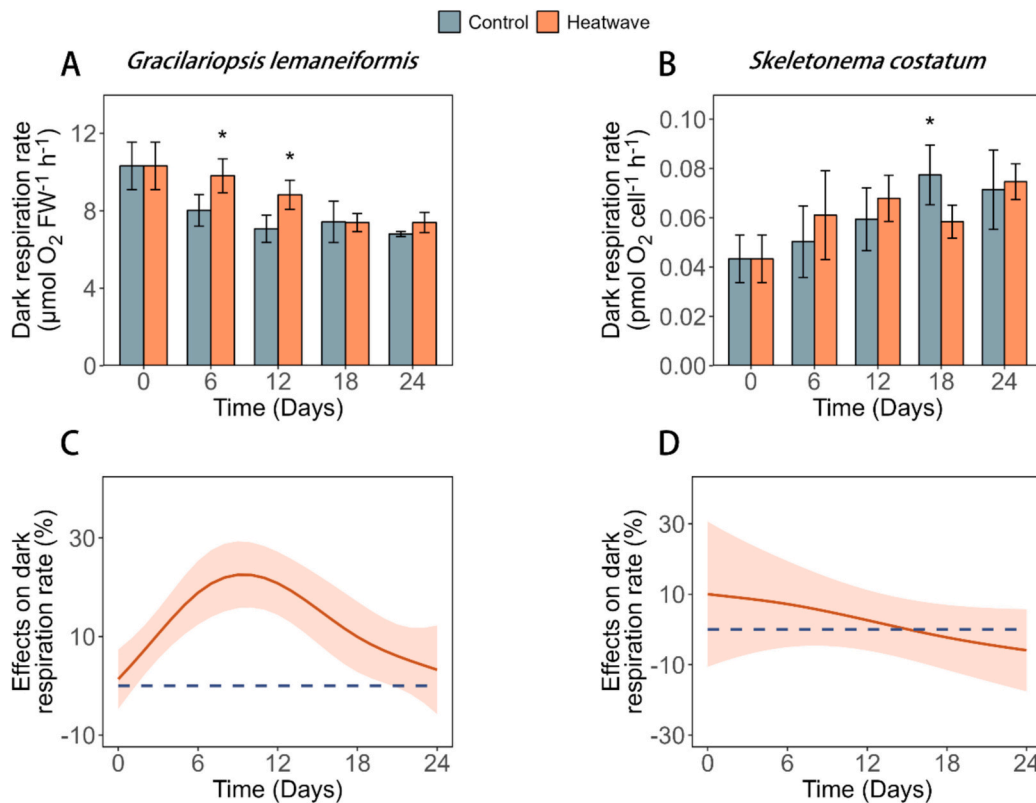 Control Heatwave
A Gracilariopsis lemaneiformis
B Skeletonema costatum
Dark respiration rate
(µmol O₂ FW⁻¹ h⁻¹)
12
8
4
0
* *
0 6 12 18 24
Time (Days)
Dark respiration rate
(pmol O₂ cell⁻¹ h⁻¹)
0.10
0.08
0.06
0.04
0.02
0.00
*
0 6 12 18 24
Time (Days)
C
Effects on dark
respiration rate (%)
30
10
-10
0 6 12 18 24
Time (Days)
D
Effects on dark
respiration rate (%)
30
10
-10
-30
0 6 12 18 24
Time (Days)